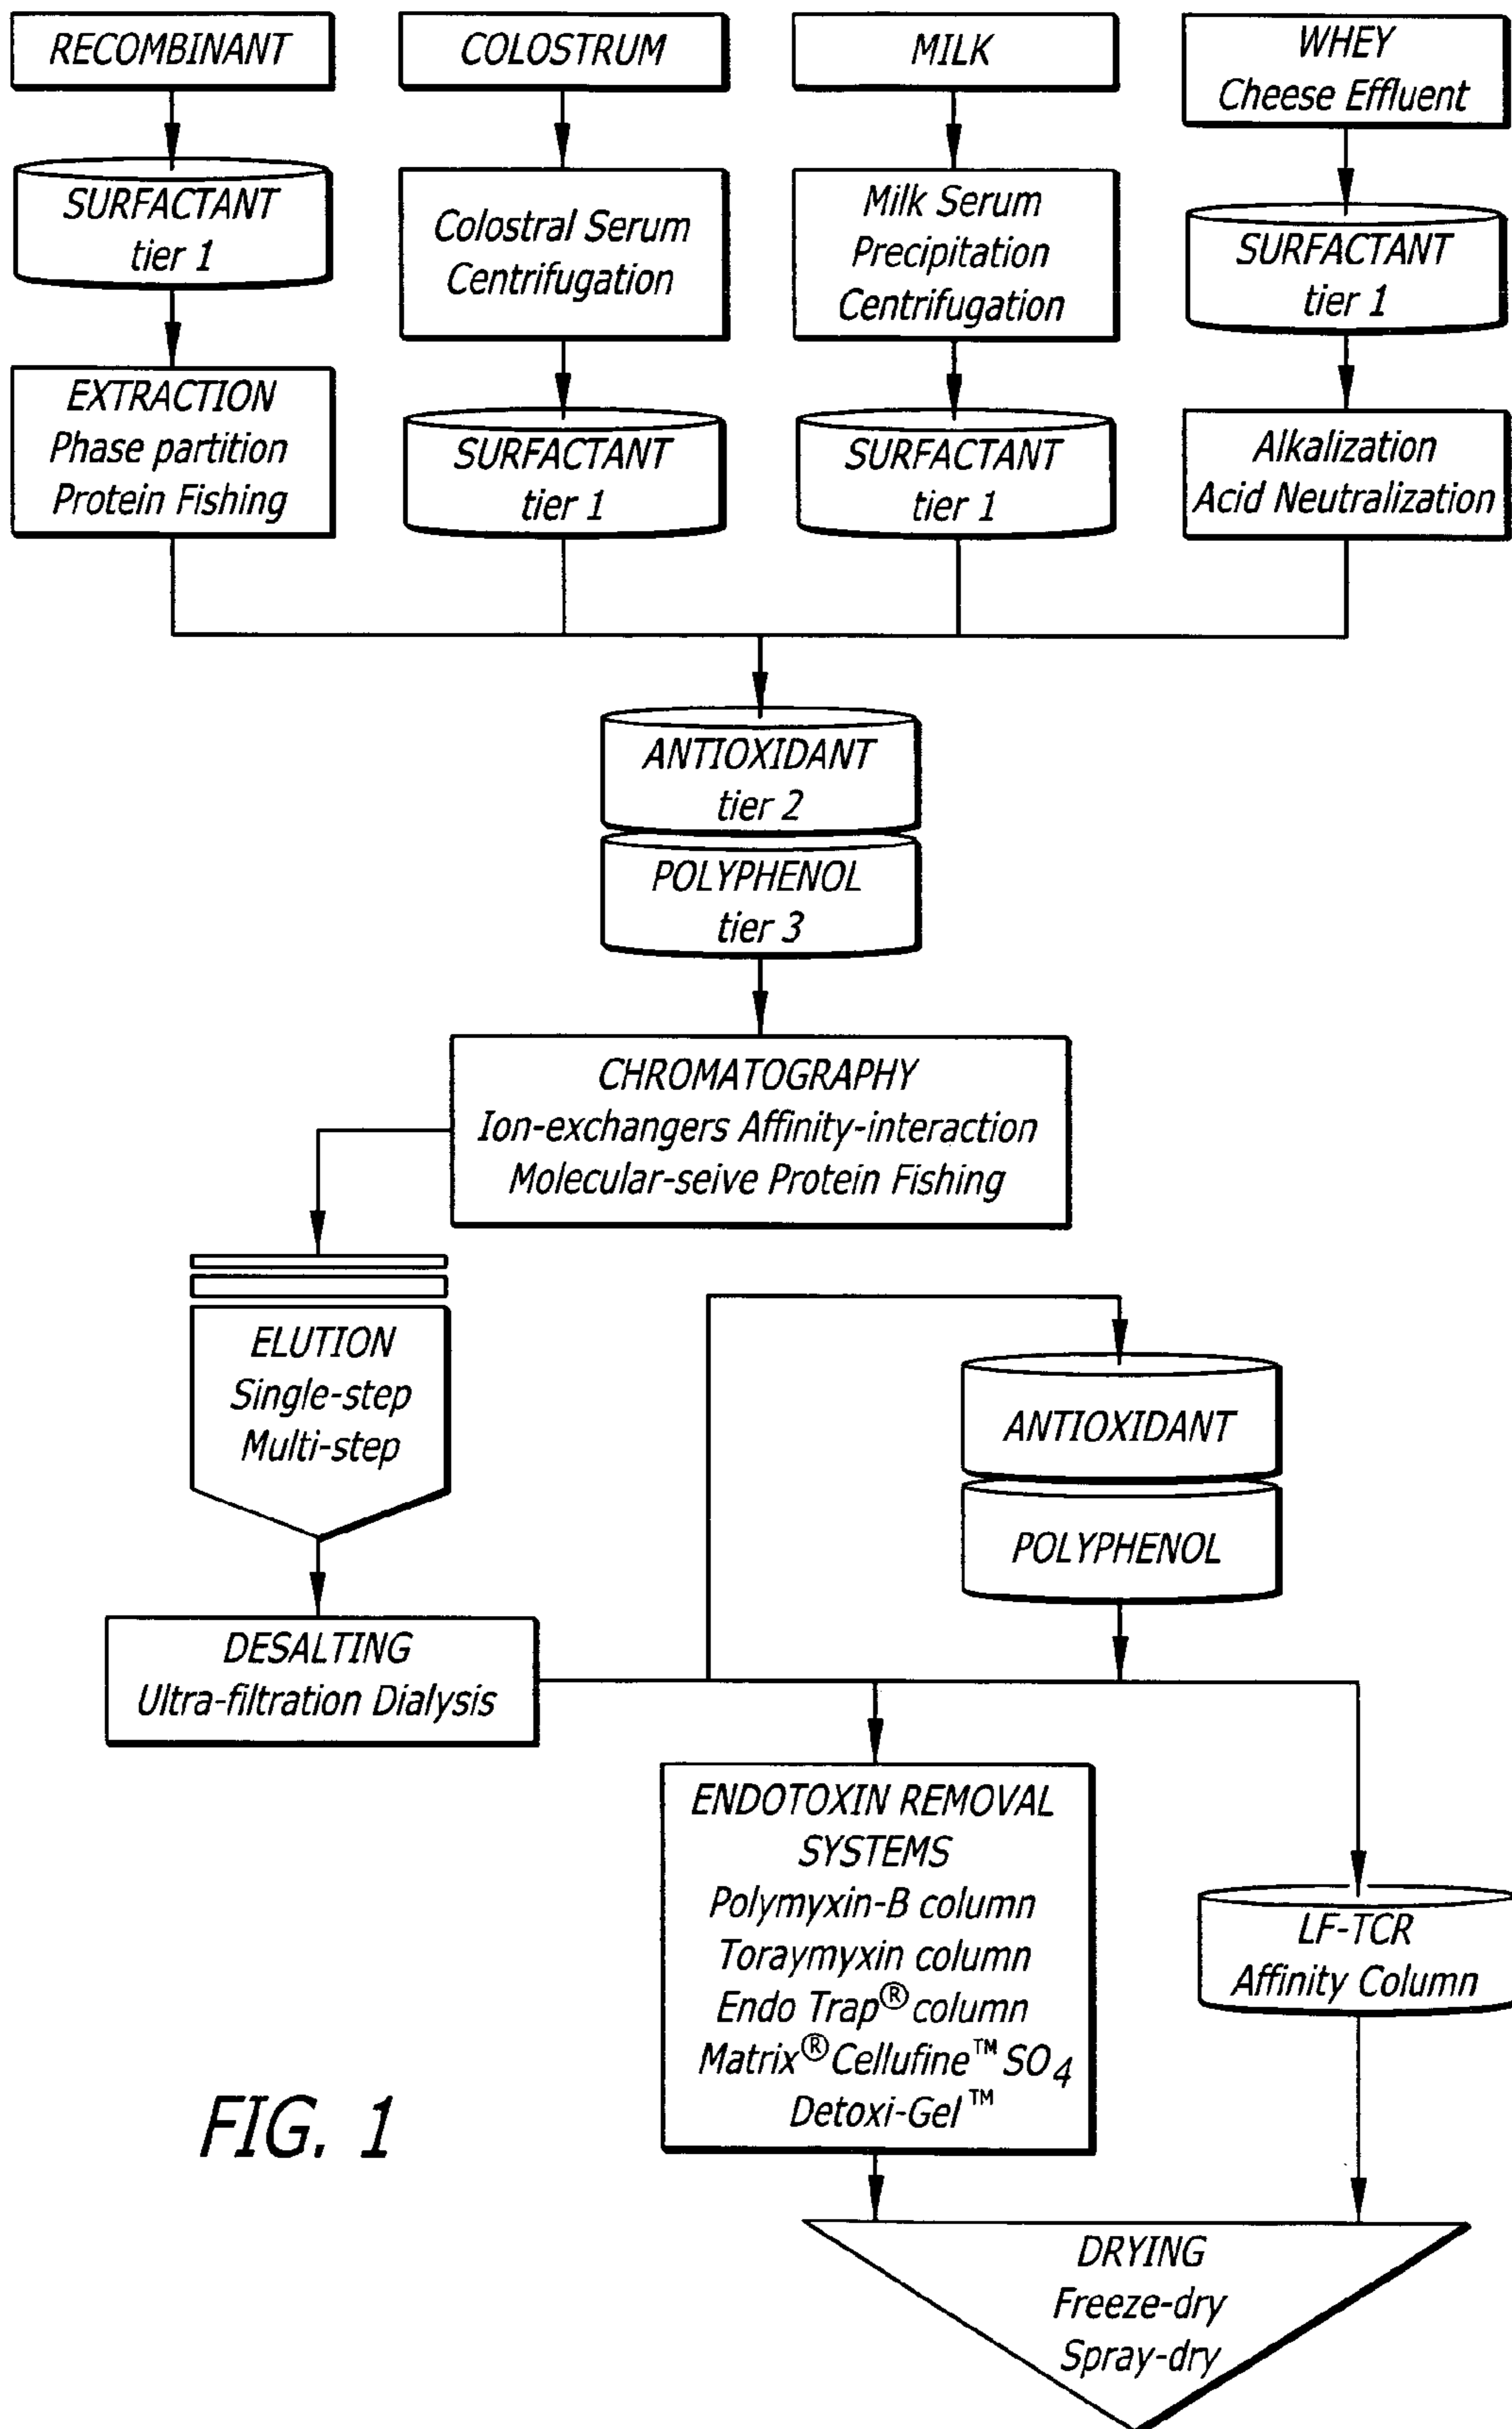 RECOMBINANT
SURFACTANT
tier 1
EXTRACTION
Phase partition
Protein Fishing
COLOSTRUM
Colostral Serum
Centrifugation
SURFACTANT
tier 1
MILK
Milk Serum
Precipitation
Centrifugation
SURFACTANT
tier 1
WHEY
Cheese Effluent
SURFACTANT
tier 1
Alkalization
Acid Neutralization
ANTIOXIDANT
tier 2
POLYPHENOL
tier 3
CHROMATOGRAPHY
Ion-exchangers Affinity-interaction
Molecular-seive Protein Fishing
ELUTION
Single-step
Multi-step
DESALTING
Ultra-filtration Dialysis
ANTIOXIDANT
POLYPHENOL
ENDOTOXIN REMOVAL
SYSTEMS
Polymyxin-B column
Toraymyxin column
Endo Trap® column
Matrix® Cellufine™ SO4
Detoxi-Gel™
LF-TCR
Affinity Column
DRYING
Freeze-dry
Spray-dry
FIG. 1